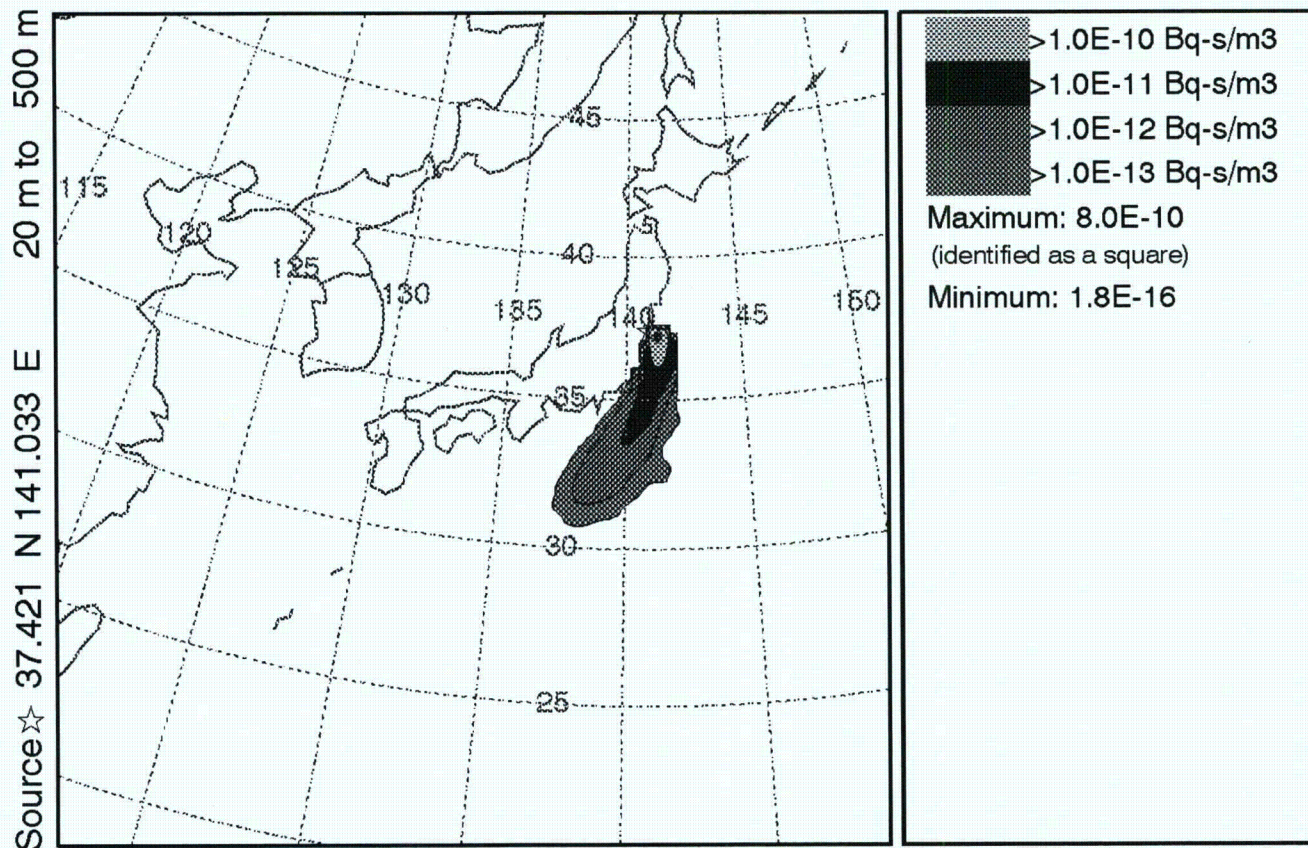 Source ☆ 37.421 N 141.033 E 20 m to 500 m
115
120
125
130
135
140
145
150
45
40
35
30
25
>1.0E-10 Bq-s/m3
>1.0E-11 Bq-s/m3
>1.0E-12 Bq-s/m3
>1.0E-13 Bq-s/m3
Maximum: 8.0E-10
(identified as a square)
Minimum: 1.8E-16